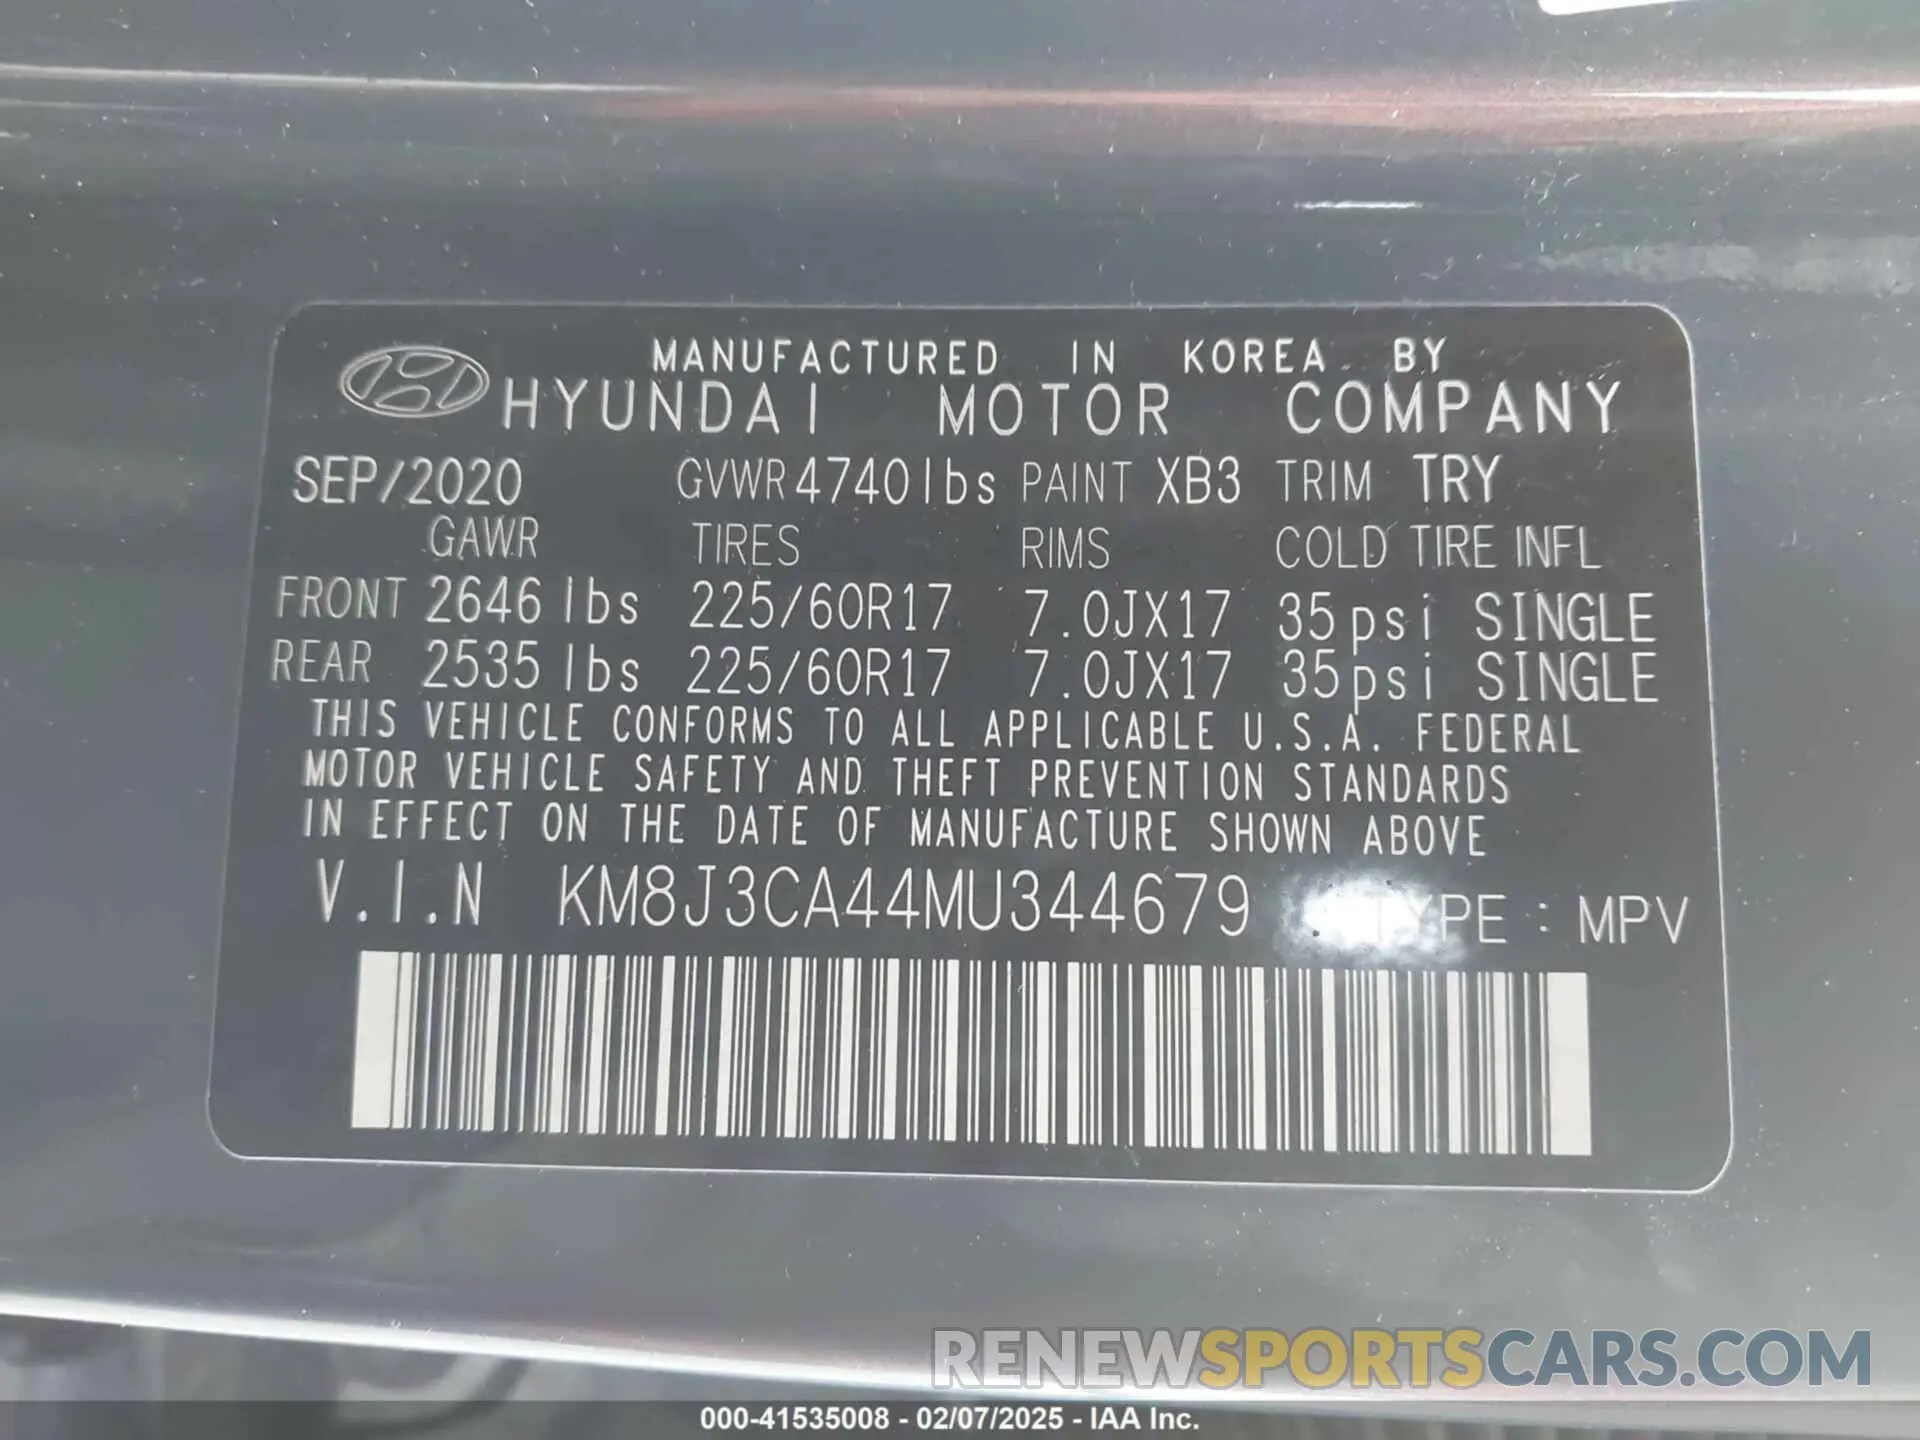 MANUFACTURED IN KOREA BY
HYUNDAI MOTOR COMPANY
SEP/2020 GVWR 4740lbs PAINT XB3 TRIM TRY
GAWR TIRES RIMS COLD TIRE INFL
FRONT 2646lbs 225/60R17 7.0JX17 35psi SINGLE
REAR 2535lbs 225/60R17 7.0JX17 35psi SINGLE
THIS VEHICLE CONFORMS TO ALL APPLICABLE U.S.A. FEDERAL
MOTOR VEHICLE SAFETY AND THEFT PREVENTION STANDARDS
IN EFFECT ON THE DATE OF MANUFACTURE SHOWN ABOVE
V.I.N KM8J3CA44MU344679 TYPE : MPV
RENEWSPORTSCARS.COM
000-41535008 - 02/07/2025 - IAA Inc.